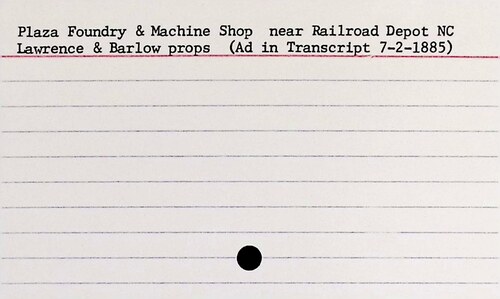 Plaza Foundry & Machine Shop  near Railroad Depot NC
Lawrence & Barlow props  (Ad in Transcript 7-2-1885)